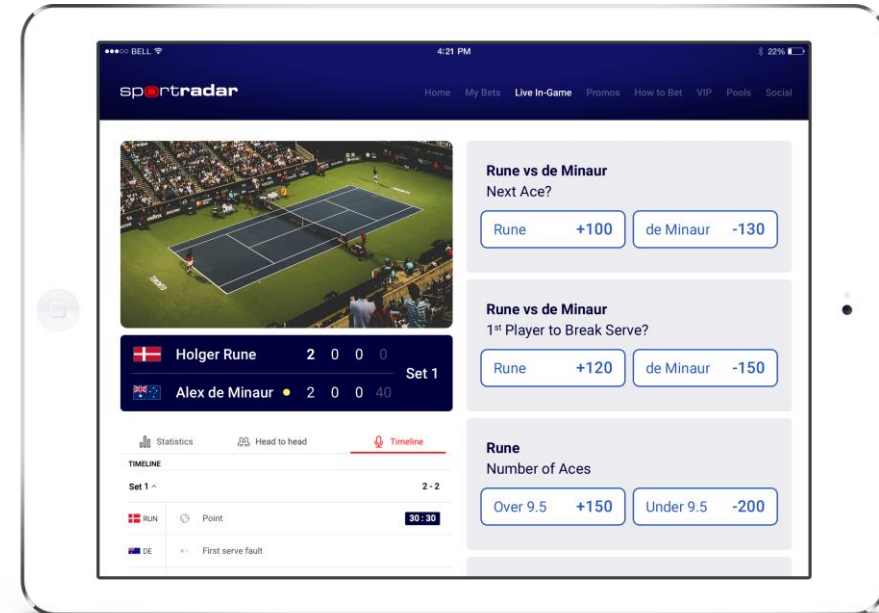 BELL
4:21 PM
22%
sportradar
Home My Bets Live In-Game Promos How to Bet VIP Pools Social
TORONTO
Holger Rune 2 0 0 0
Set 1
Alex de Minaur 2 0 0 40
Statistics Head to head Timeline
TIMELINE
Set 1 2 - 2
RUN Point 30 : 30
DE First serve fault
Rune vs de Minaur
Next Ace?
Rune +100 de Minaur -130
Rune vs de Minaur
1st Player to Break Serve?
Rune +120 de Minaur -150
Rune
Number of Aces
Over 9.5 +150 Under 9.5 -200